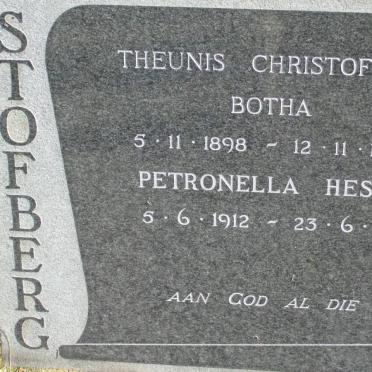 STOFBERG
THEUNIS CHRISTOF
BOTHA
5·11·1898 ~ 12·11·
PETRONELLA HES
5·6·1912 ~ 23·6·
AAN GOD AL DIE